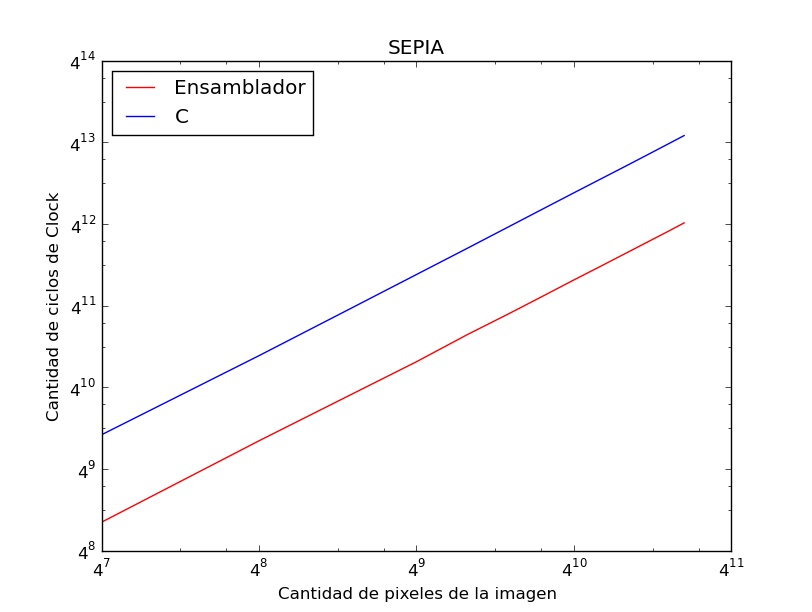 SEPIA
4^14
4^13
4^12
4^11
4^10
4^9
4^8
Ensamblador
C
Cantidad de ciclos de Clock
4^7
4^8
4^9
4^10
4^11
Cantidad de pixeles de la imagen